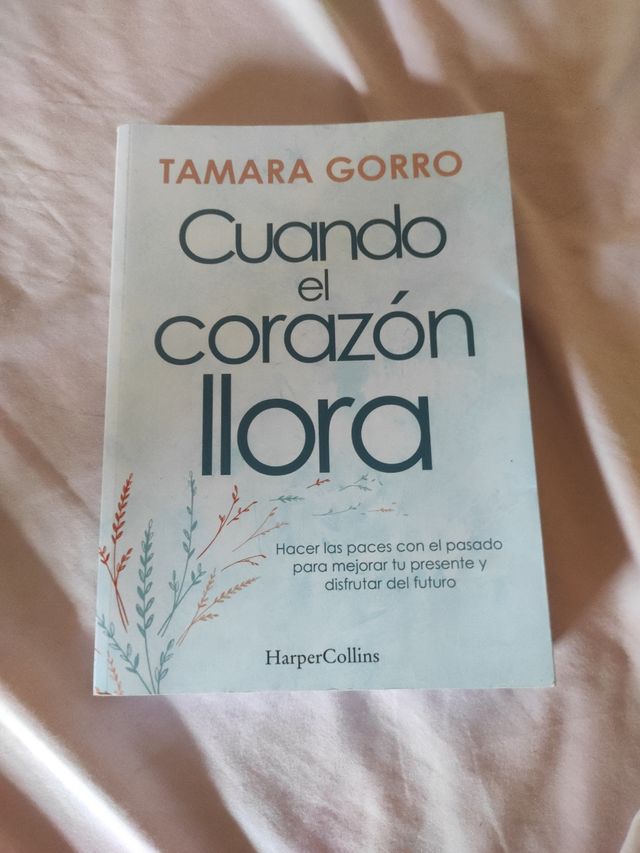 TAMARA GORRO
Cuando
el
corazón
llora
Hacer las paces con el pasado
para mejorar tu presente y
disfrutar del futuro
HarperCollins